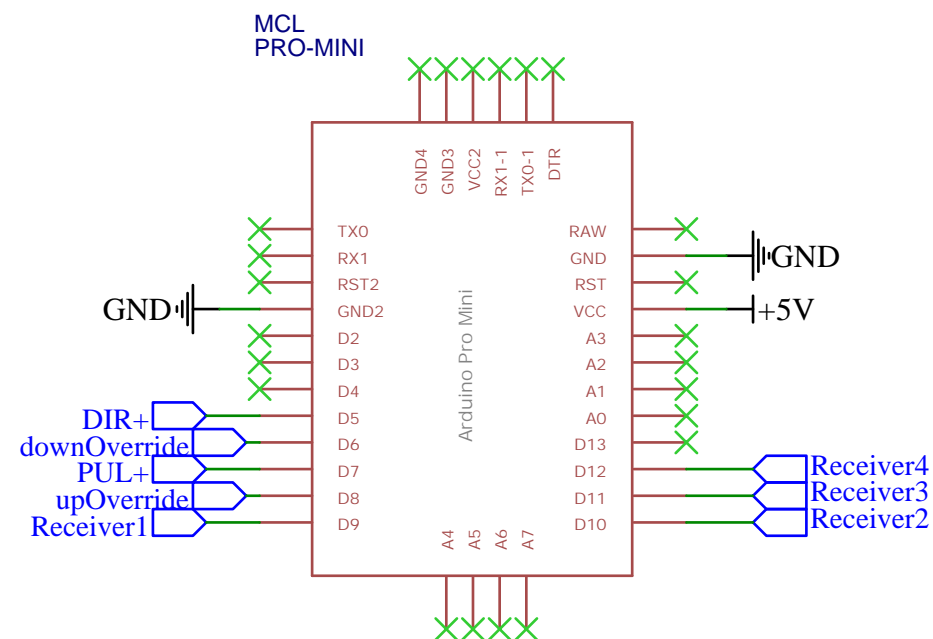 MCL
PRO-MINI
GND4
GND3
VCC2
RX1-1
TX0-1
DTR
TX0
RX1
RST2
GND GND2
D2
D3
D4
DIR+ D5
downOverride D6
PUL+ D7
upOverride D8
Receiver1 D9
Arduino Pro Mini
RAW
GND GND
RST
VCC +5V
A3
A2
A1
A0
D13
D12 Receiver4
D11 Receiver3
D10 Receiver2
A4
A5
A6
A7